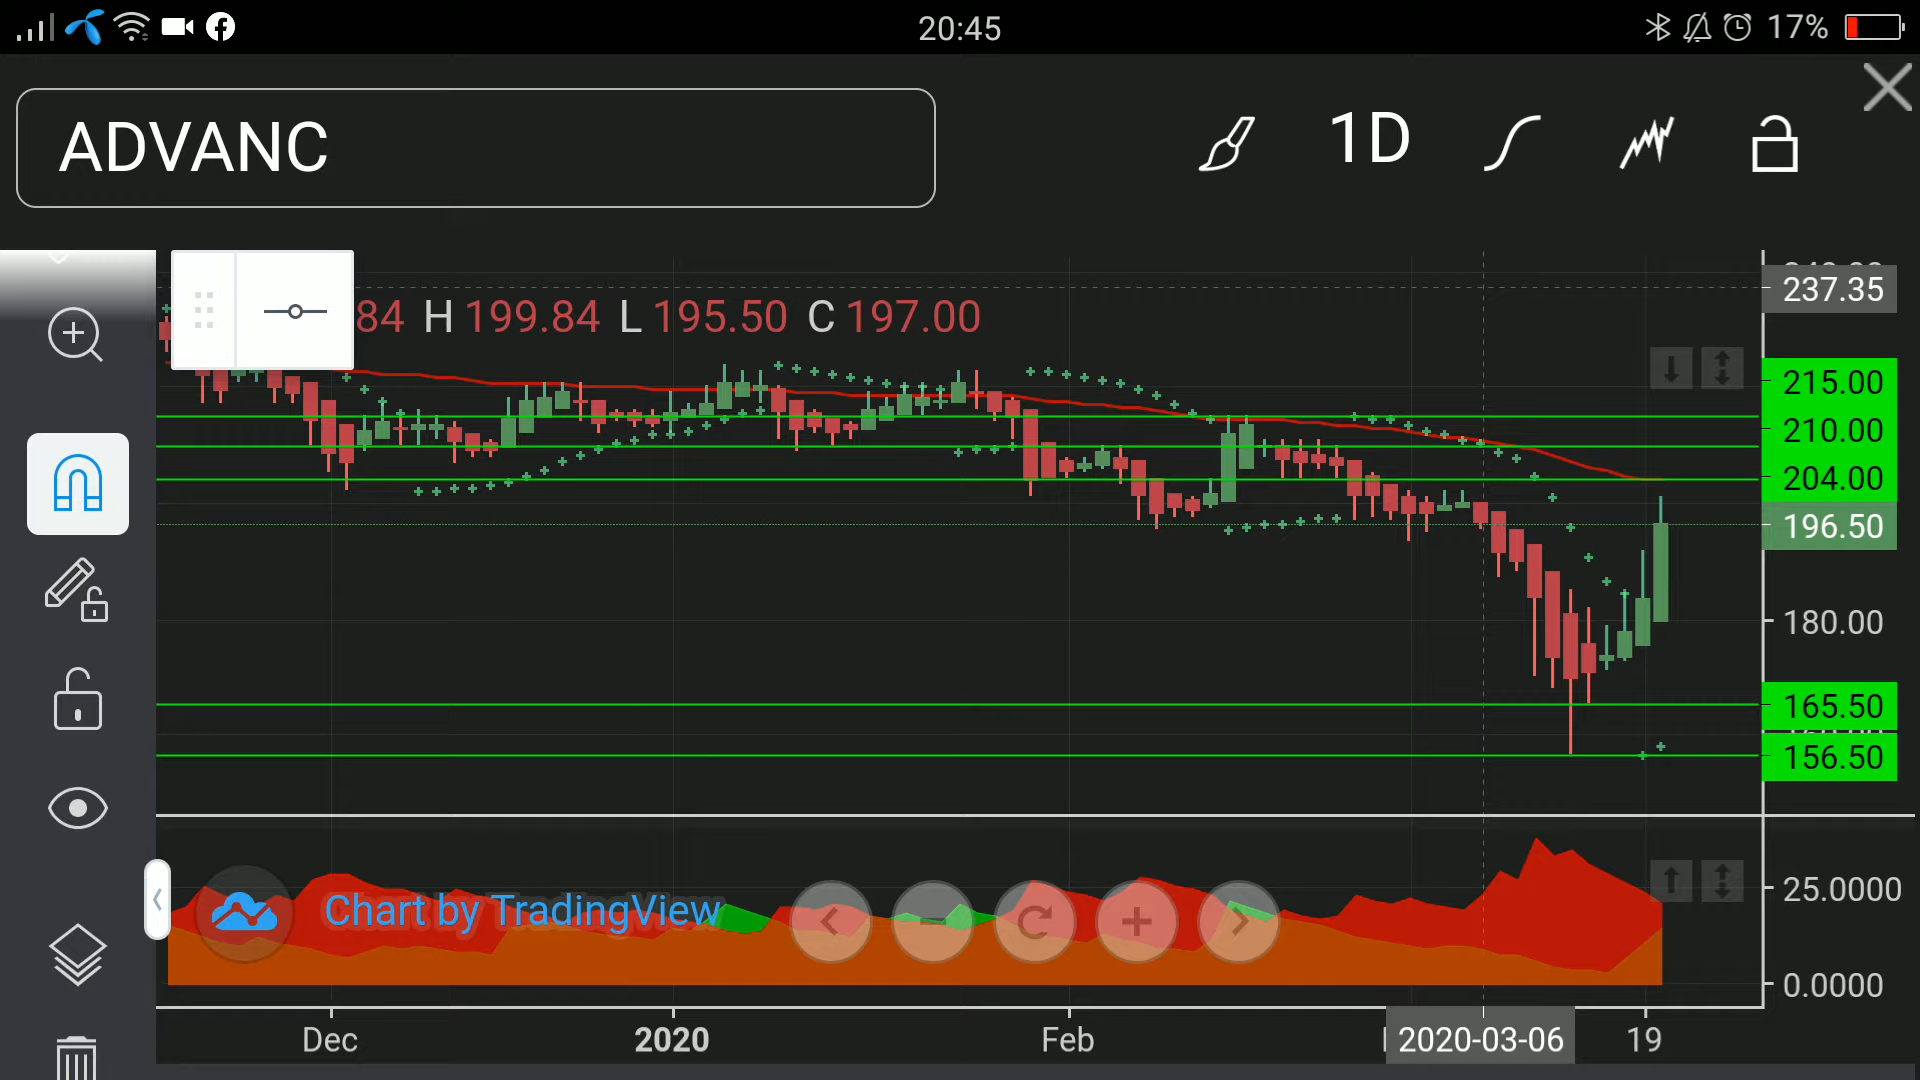 20:45
17%
ADVANC
1D
84 H 199.84 L 195.50 C 197.00
237.35
215.00
210.00
204.00
196.50
180.00
165.50
156.50
Chart by TradingView
25.0000
0.0000
Dec
2020
Feb
2020-03-06
19